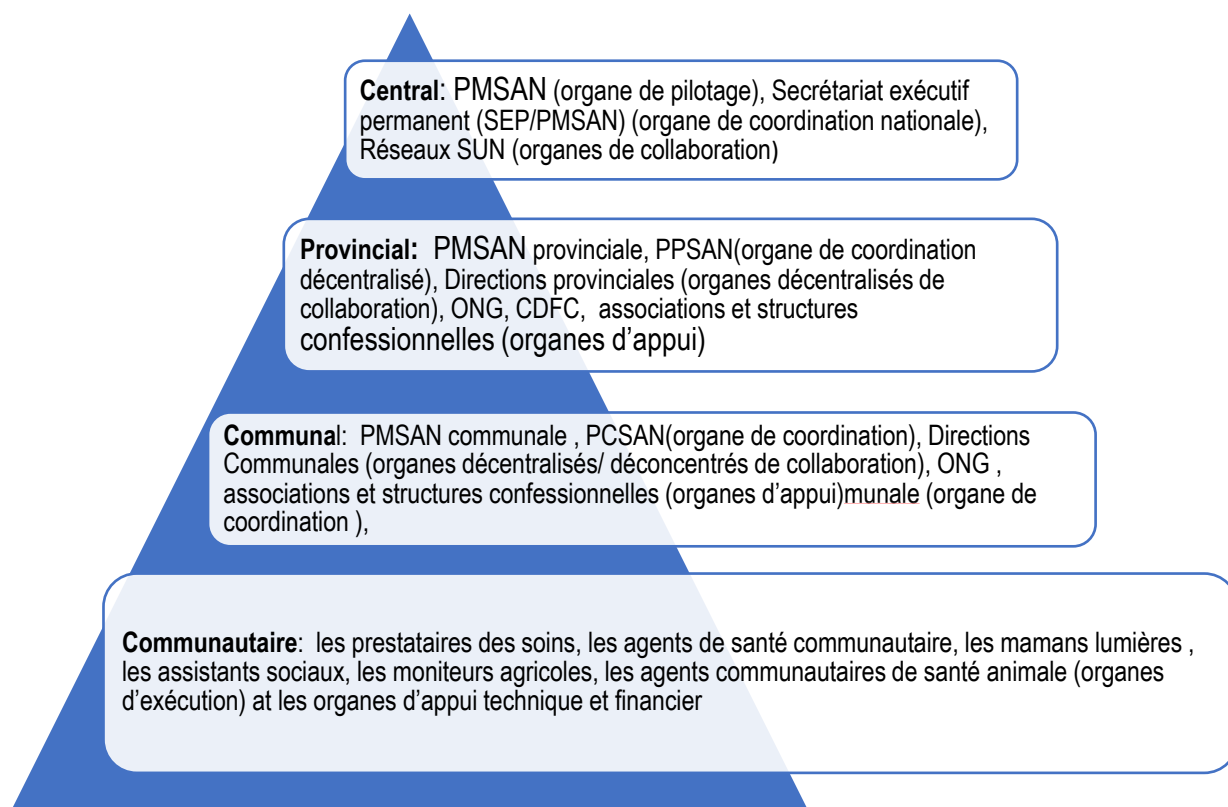 Central: PMSAN (organe de pilotage), Secrétariat exécutif
permanent (SEP/PMSAN) (organe de coordination nationale),
Réseaux SUN (organes de collaboration)
Provincial: PMSAN provinciale, PPSAN(organe de coordination
décentralisé), Directions provinciales (organes décentralisés de
collaboration), ONG, CDFC, associations et structures
confessionnelles (organes d'appui)
Communal: PMSAN communale , PCSAN(organe de coordination), Directions
Communales (organes décentralisés/ déconcentrés de collaboration), ONG ,
associations et structures confessionnelles (organes d'appui)munale (organe de
coordination ),
Communautaire: les prestataires des soins, les agents de santé communautaire, les mamans lumières ,
les assistants sociaux, les moniteurs agricoles, les agents communautaires de santé animale (organes
d'exécution) at les organes d'appui technique et financier